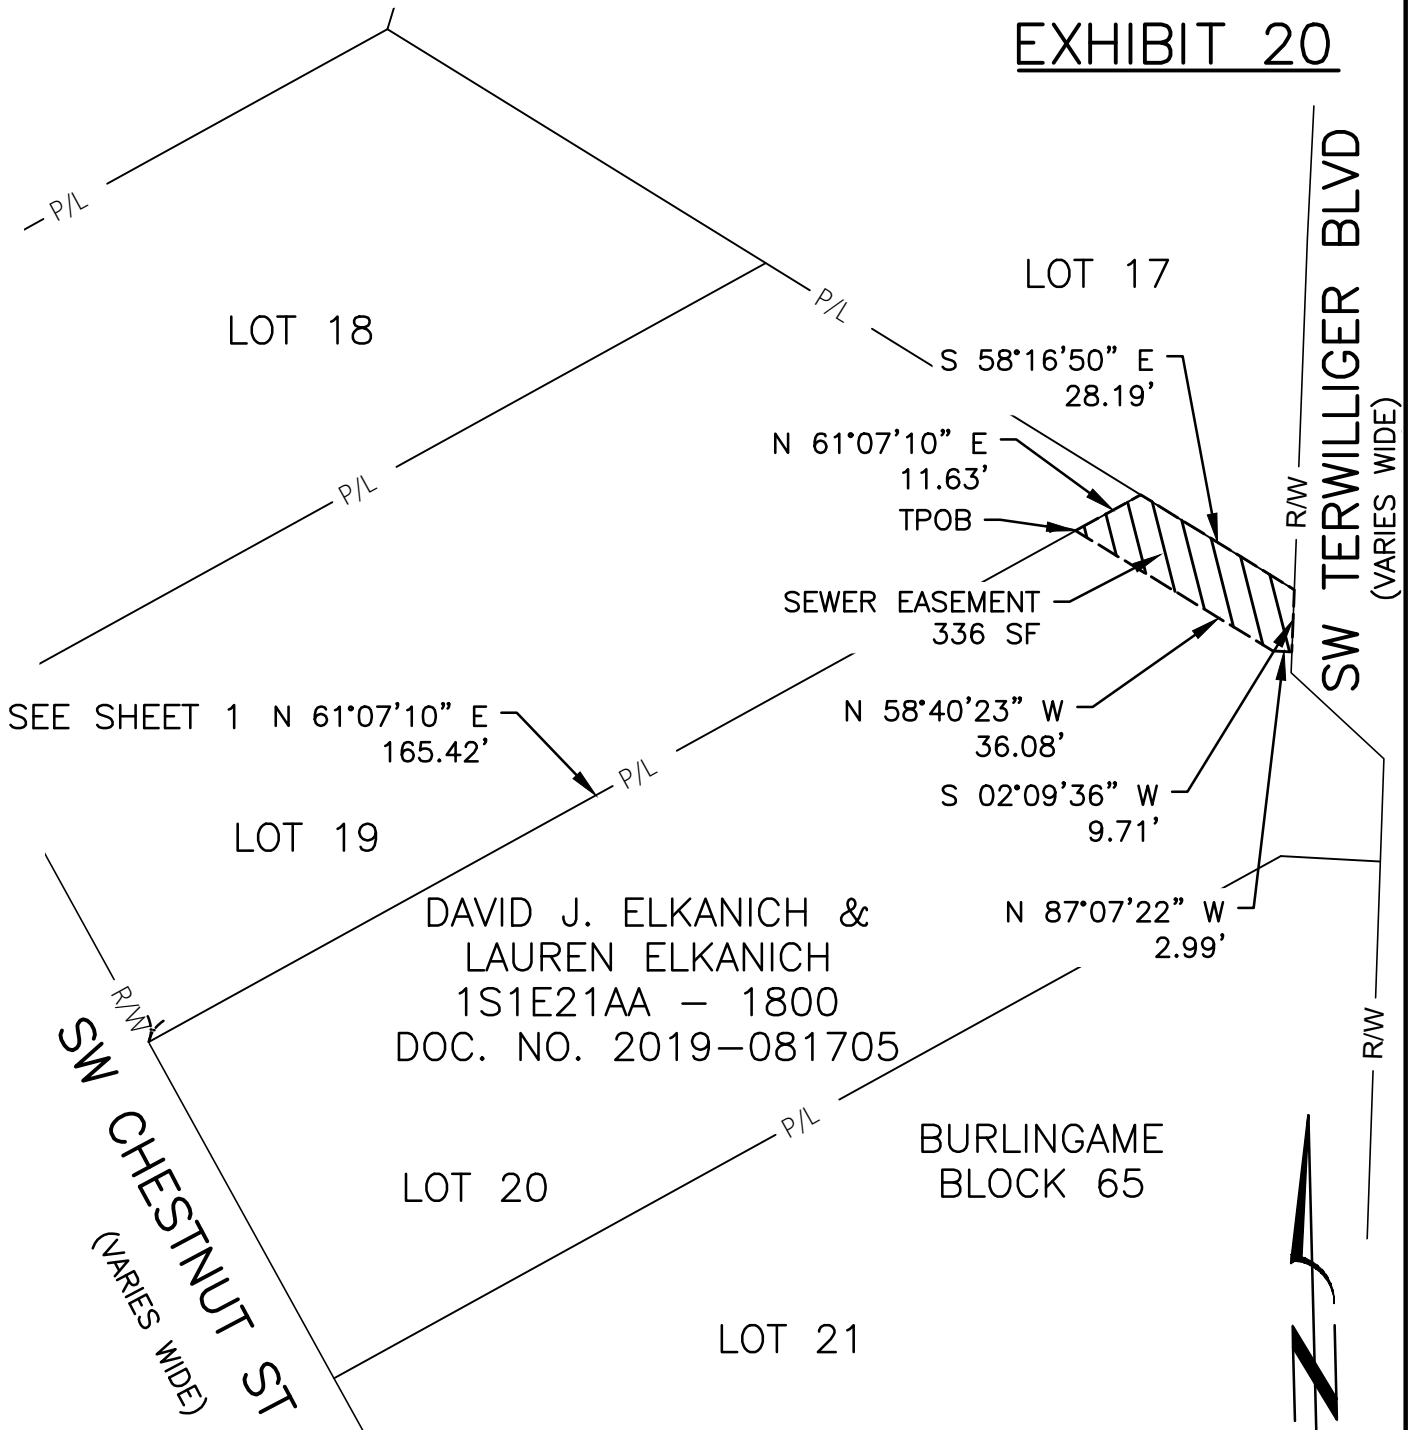 EXHIBIT 20
P/L
LOT 18
P/L
LOT 17
SW TERWILLIGER BLVD
(VARIES WIDE)
R/W
S 58°16'50" E
28.19'
N 61°07'10" E
11.63'
TPOB
P/L
SEWER EASEMENT
336 SF
N 58°40'23" W
36.08'
S 02°09'36" W
9.71'
N 87°07'22" W
2.99'
SEE SHEET 1 N 61°07'10" E
165.42'
P/L
LOT 19
DAVID J. ELKANICH &
LAUREN ELKANICH
1S1E21AA – 1800
DOC. NO. 2019–081705
R/W
R/W
SW CHESTNUT ST
(VARIES WIDE)
P/L
BURLINGAME
BLOCK 65
LOT 20
LOT 21
N